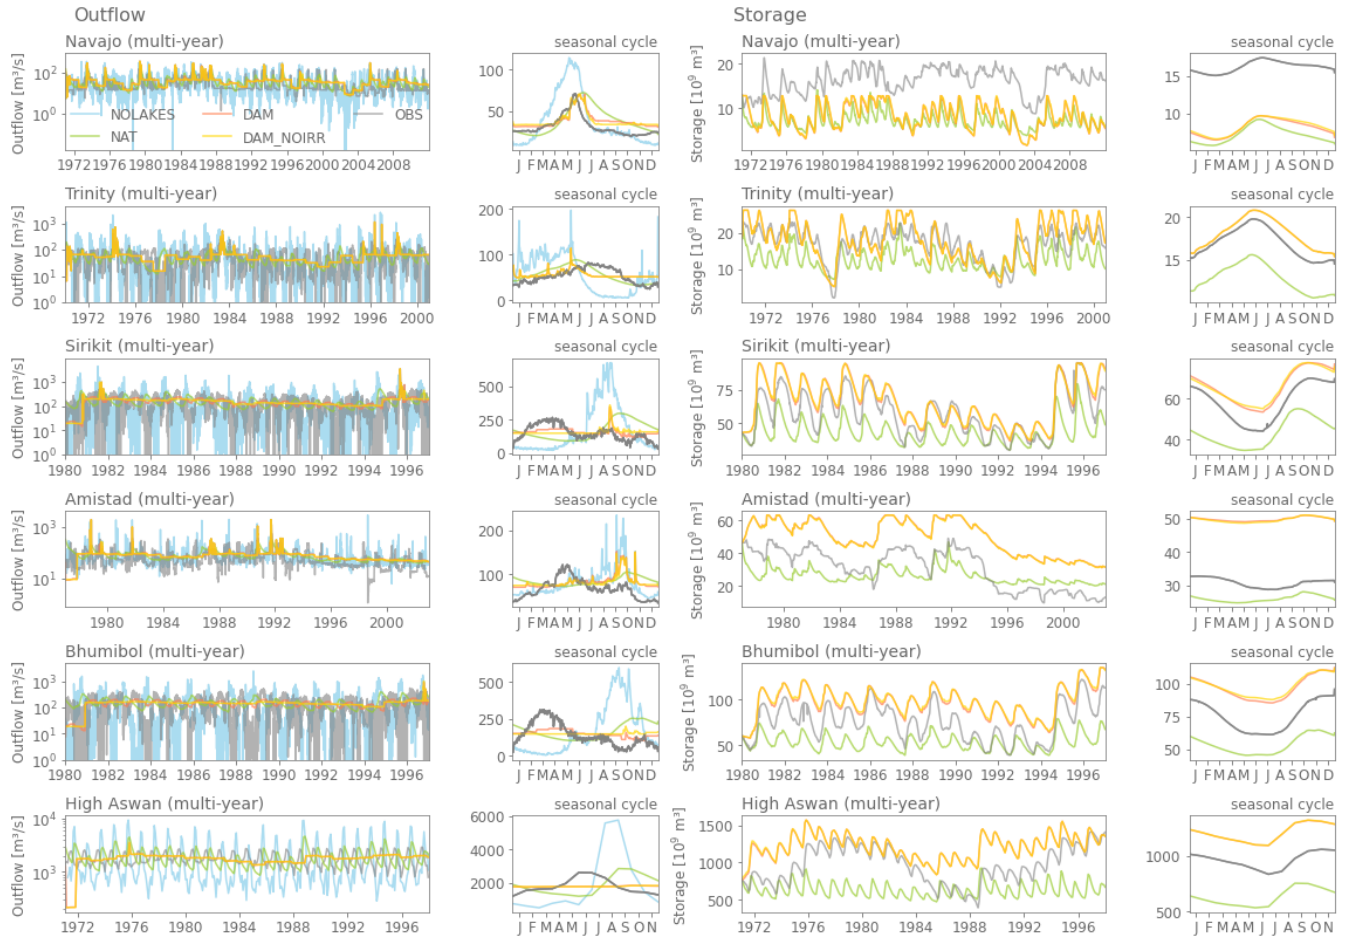 Outflow
Storage
Navajo (multi-year)
seasonal cycle
Navajo (multi-year)
seasonal cycle
Outflow [m³/s]
10²
10⁰
NOLAKES
DAM
OBS
NAT
DAM_NOIRR
1972 1976 1980 1984 1988 1992 1996 2000 2004 2008
100
50
J F M A M J J A S O N D
Storage [10⁹ m³]
20
10
1972 1976 1980 1984 1988 1992 1996 2000 2004 2008
15
10
J F M A M J J A S O N D
Trinity (multi-year)
seasonal cycle
Trinity (multi-year)
seasonal cycle
Outflow [m³/s]
10³
10²
10¹
10⁰
1972 1976 1980 1984 1988 1992 1996 2000
200
100
0
J F M A M J J A S O N D
Storage [10⁹ m³]
20
10
1972 1976 1980 1984 1988 1992 1996 2000
20
15
J F M A M J J A S O N D
Sirikit (multi-year)
seasonal cycle
Sirikit (multi-year)
seasonal cycle
Outflow [m³/s]
10³
10²
10¹
10⁰
1980 1982 1984 1986 1988 1990 1992 1994 1996
500
250
0
J F M A M J J A S O N D
Storage [10⁹ m³]
75
50
1980 1982 1984 1986 1988 1990 1992 1994 1996
60
40
J F M A M J J A S O N D
Amistad (multi-year)
seasonal cycle
Amistad (multi-year)
seasonal cycle
Outflow [m³/s]
10³
10¹
1980 1984 1988 1992 1996 2000
200
100
J F M A M J J A S O N D
Storage [10⁹ m³]
60
40
20
1980 1984 1988 1992 1996 2000
50
40
30
J F M A M J J A S O N D
Bhumibol (multi-year)
seasonal cycle
Bhumibol (multi-year)
seasonal cycle
Outflow [m³/s]
10³
10²
10¹
10⁰
1980 1982 1984 1986 1988 1990 1992 1994 1996
500
250
0
J F M A M J J A S O N D
Storage [10⁹ m³]
100
50
1980 1982 1984 1986 1988 1990 1992 1994 1996
100
75
50
J F M A M J J A S O N D
High Aswan (multi-year)
seasonal cycle
High Aswan (multi-year)
seasonal cycle
Outflow [m³/s]
10⁴
10³
1972 1976 1980 1984 1988 1992 1996
6000
4000
2000
0
J F M A M J J A S O N D
Storage [10⁹ m³]
1500
1000
500
1972 1976 1980 1984 1988 1992 1996
1000
500
J F M A M J J A S O N D